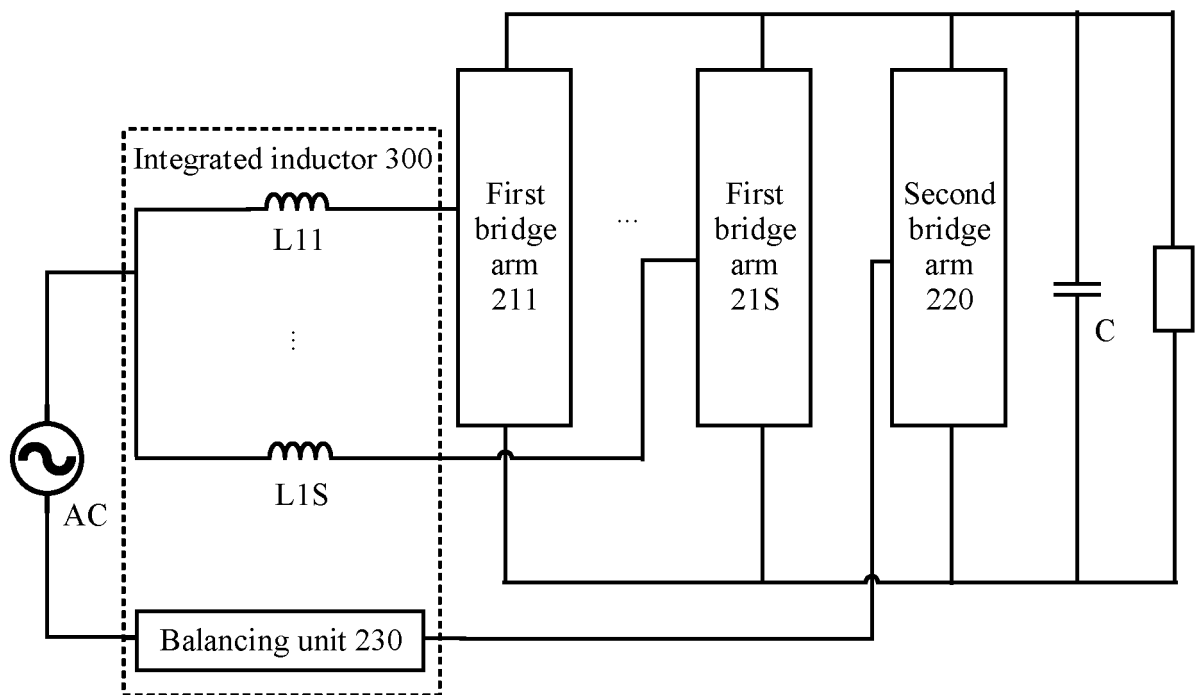 Integrated inductor 300
L11
...
L1S
AC
Balancing unit 230
First
bridge
arm
211
...
First
bridge
arm
21S
Second
bridge
arm
220
C